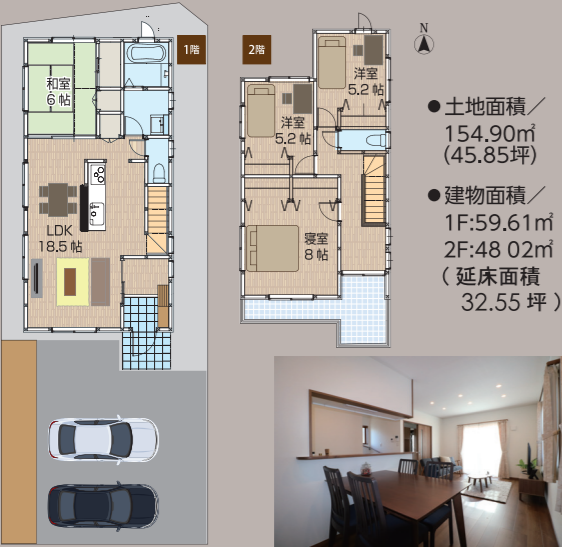 1階
2階
N
和室
6 帖
LDK
18.5 帖
洋室
5.2 帖
洋室
5.2 帖
寝室
8 帖
●土地面積／
154.90㎡
(45.85坪)
●建物面積／
1F:59.61㎡
2F:48 02㎡
( 延床面積
32.55 坪 )